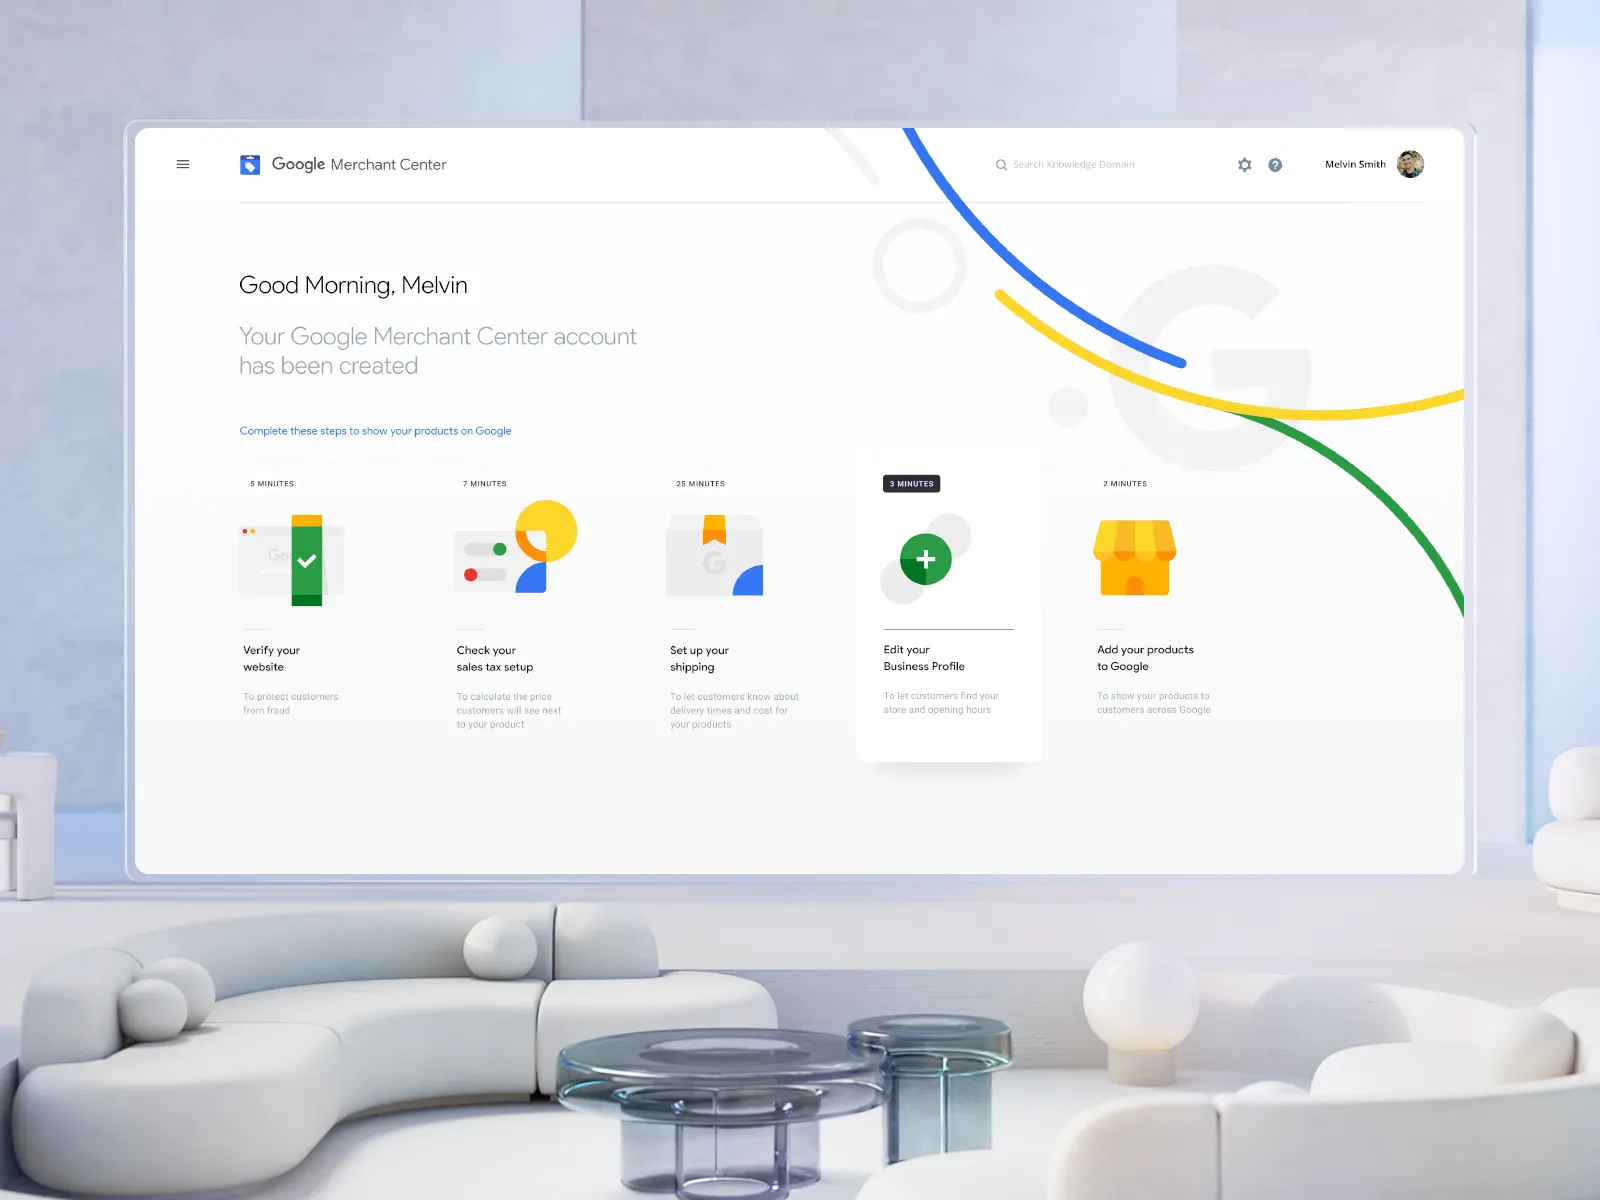 Google Merchant Center
Search Knowledge Domain
Melvin Smith
Good Morning, Melvin
Your Google Merchant Center account
has been created
Complete these steps to show your products on Google
5 MINUTES
Goo
Verify your
website
To protect customers
from fraud
7 MINUTES
Check your
sales tax setup
To calculate the price
customers will see next
to your product
25 MINUTES
G
Set up your
shipping
To let customers know about
delivery times and cost for
your products
3 MINUTES
Edit your
Business Profile
To let customers find your
store and opening hours
2 MINUTES
Add your products
to Google
To show your products to
customers across Google
G